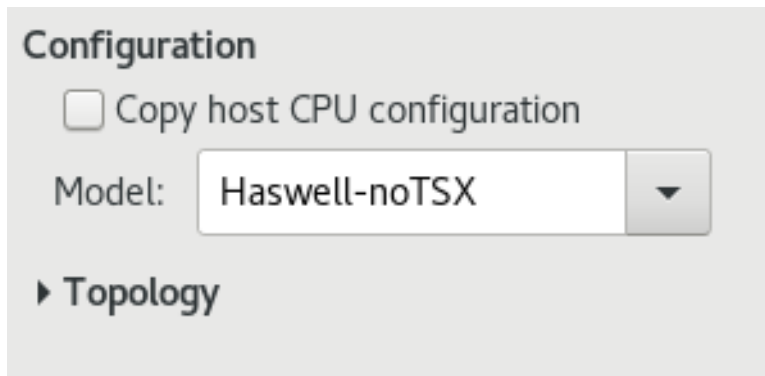 Configuration
Copy host CPU configuration
Model: Haswell-noTSX
Topology